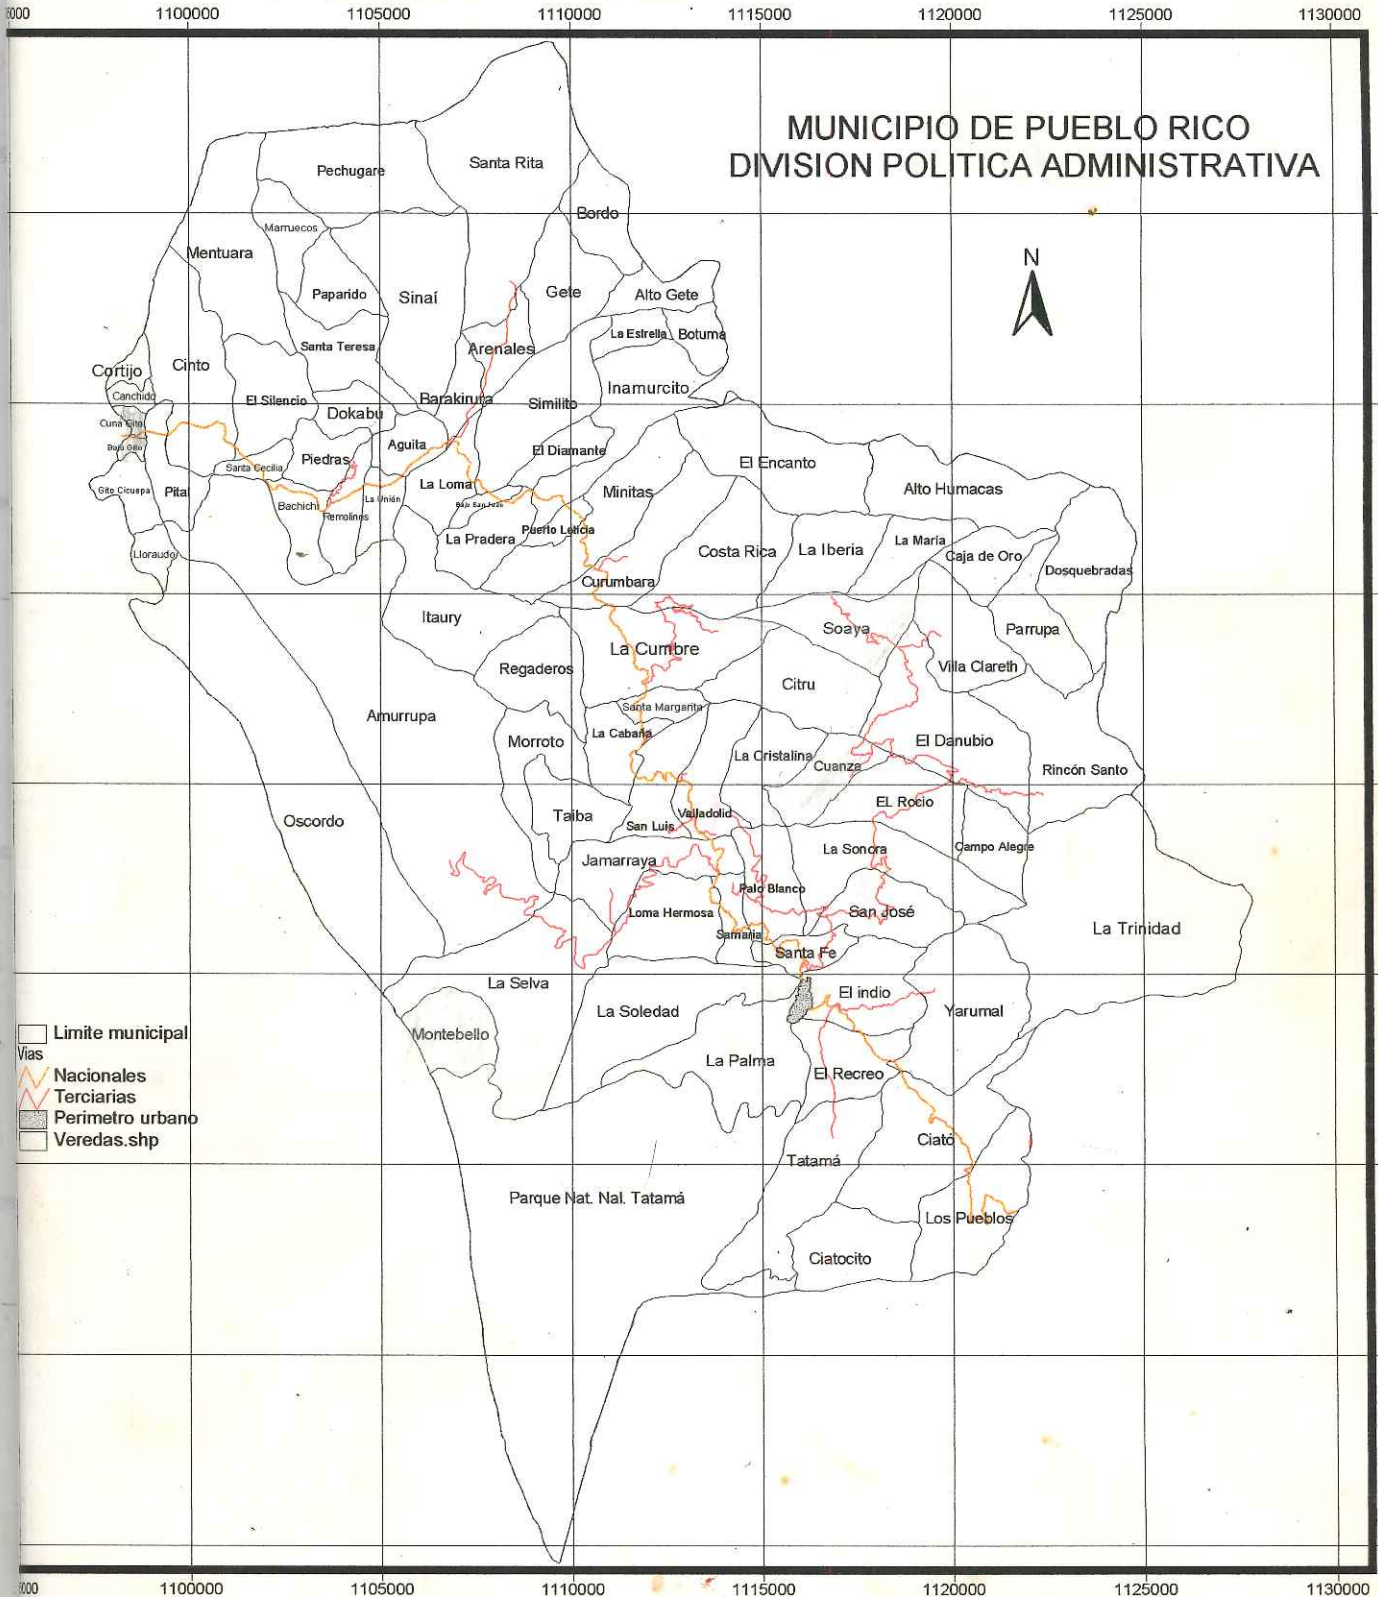 1100000 1105000 1110000 1115000 1120000 1125000 1130000
MUNICIPIO DE PUEBLO RICO
DIVISION POLITICA ADMINISTRATIVA
N
Pechugare
Santa Rita
Bordo
Marruecos
Mentuara
Paparido
Sinaí
Gete
Alto Gete
La Estrella
Botuma
Santa Teresa
Arenales
Cortijo
Cinto
Canchido
El Silencio
Dokabú
Barakirura
Similito
Inamurcito
Cuna Gito
Bajo Gito
Santa Cecilia
Piedras
Aguita
El Diamante
El Encanto
Gito Cicuepa
Pital
Bachichi
Remolinos
La Unión
La Loma
Bajo San Juan
Minitas
Alto Humacas
Lloraudo
La Pradera
Puerto Leticia
Costa Rica
La Iberia
La María
Caja de Oro
Dosquebradas
Curumbara
Itaury
La Cumbre
Soaya
Parrupa
Regaderos
Citru
Villa Clareth
Amurrupa
Santa Margarita
La Cabaña
Morroto
La Cristalina
Cuanza
El Danubio
Rincón Santo
Oscordo
Taiba
San Luis
Valladolid
EL Rocio
Jamarraya
La Sonora
Campo Alegre
Palo Blanco
Loma Hermosa
San José
La Trinidad
Samaria
Santa Fe
La Selva
El indio
La Soledad
Yarumal
Montebello
La Palma
El Recreo
Limite municipal
Vias
Nacionales
Terciarias
Perimetro urbano
Veredas.shp
Ciató
Tatamá
Parque Nat. Nal. Tatamá
Los Pueblos
Ciatocito
1100000 1105000 1110000 1115000 1120000 1125000 1130000